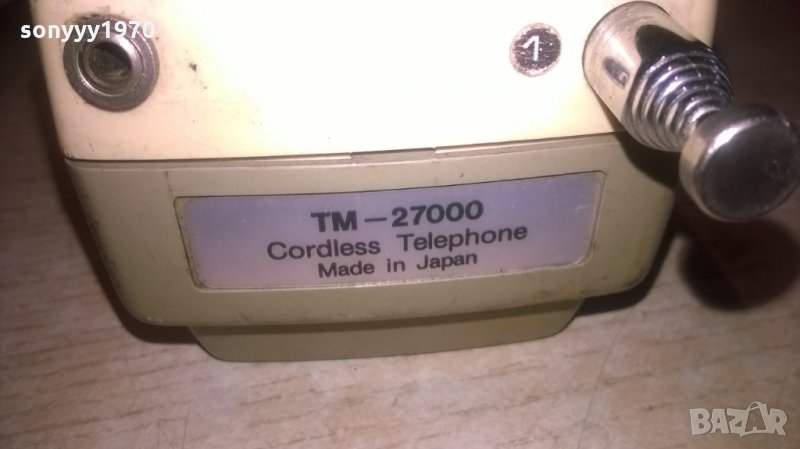 sonyyy1970
1
TM-27000
Cordless Telephone
Made in Japan
BAZAR